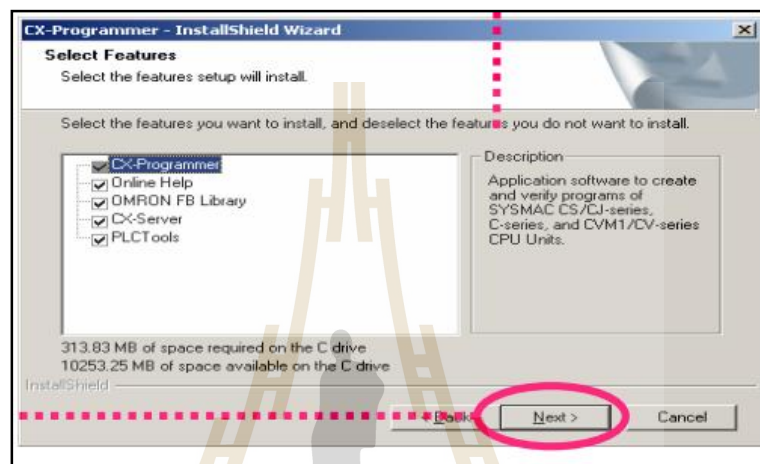 CX-Programmer - InstallShield Wizard
Select Features
Select the features setup will install.
Select the features you want to install, and deselect the features you do not want to install.
CX-Programmer
Online Help
OMRON FB Library
CX-Server
PLCTools
Description
Application software to create
and verify programs of
SYSMAC CS/CJ-series,
C-series, and CVM1/CV-series
CPU Units.
313.83 MB of space required on the C drive
10253.25 MB of space available on the C drive
InstallShield
< Back
Next >
Cancel